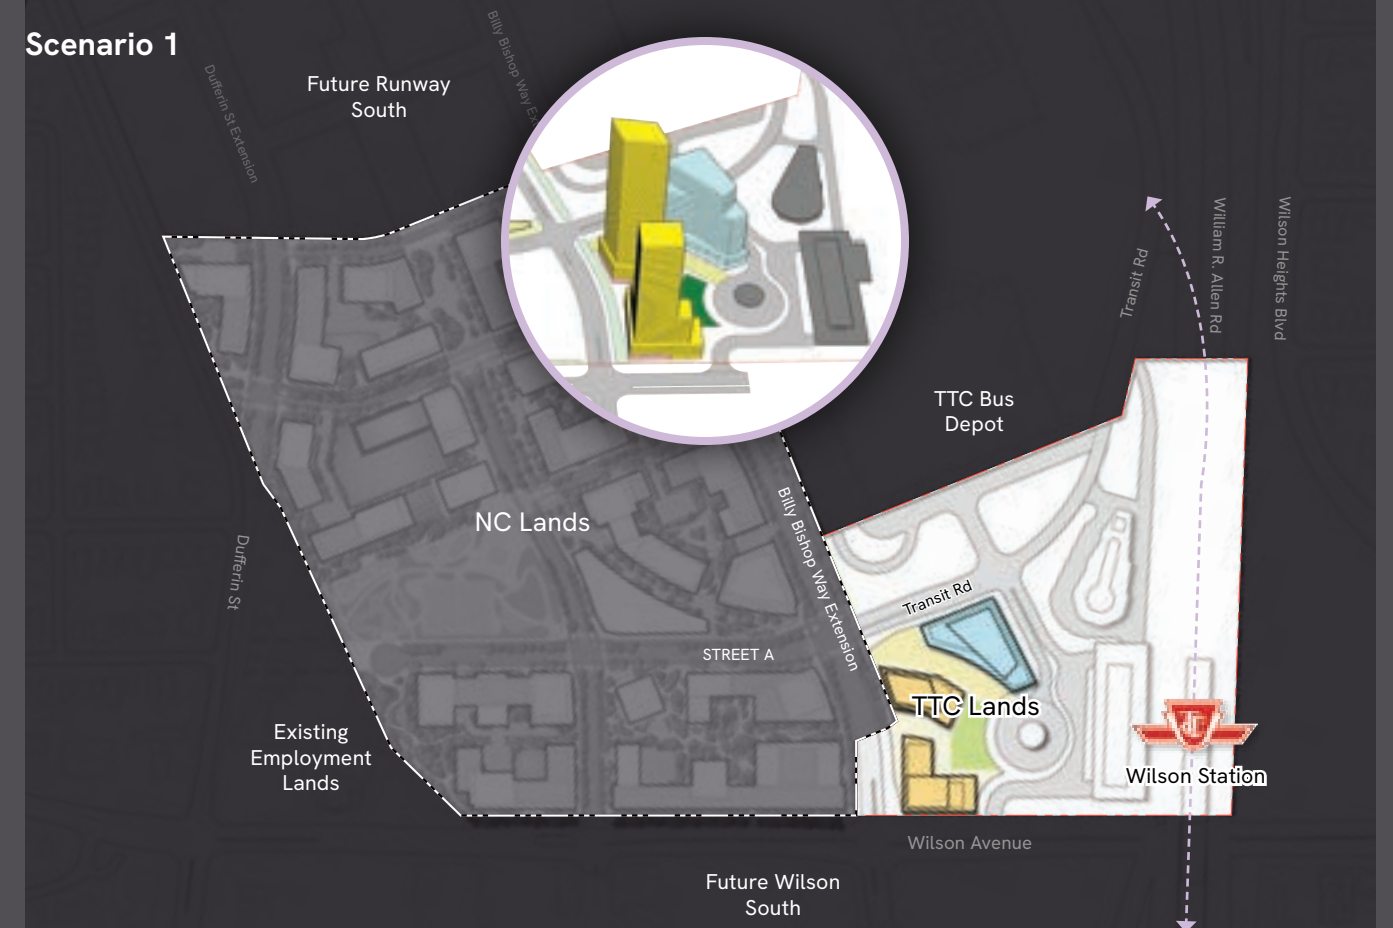 Scenario 1
Billy Bishop Way Ex
Dufferin St Extension
Future Runway
South
William R. Allen Rd
Wilson Heights Blvd
Transit Rd
TTC Bus
Depot
NC Lands
Billy Bishop Way Extension
Dufferin St
Transit Rd
STREET A
TTC Lands
Existing
Employment
Lands
Wilson Station
Wilson Avenue
Future Wilson
South